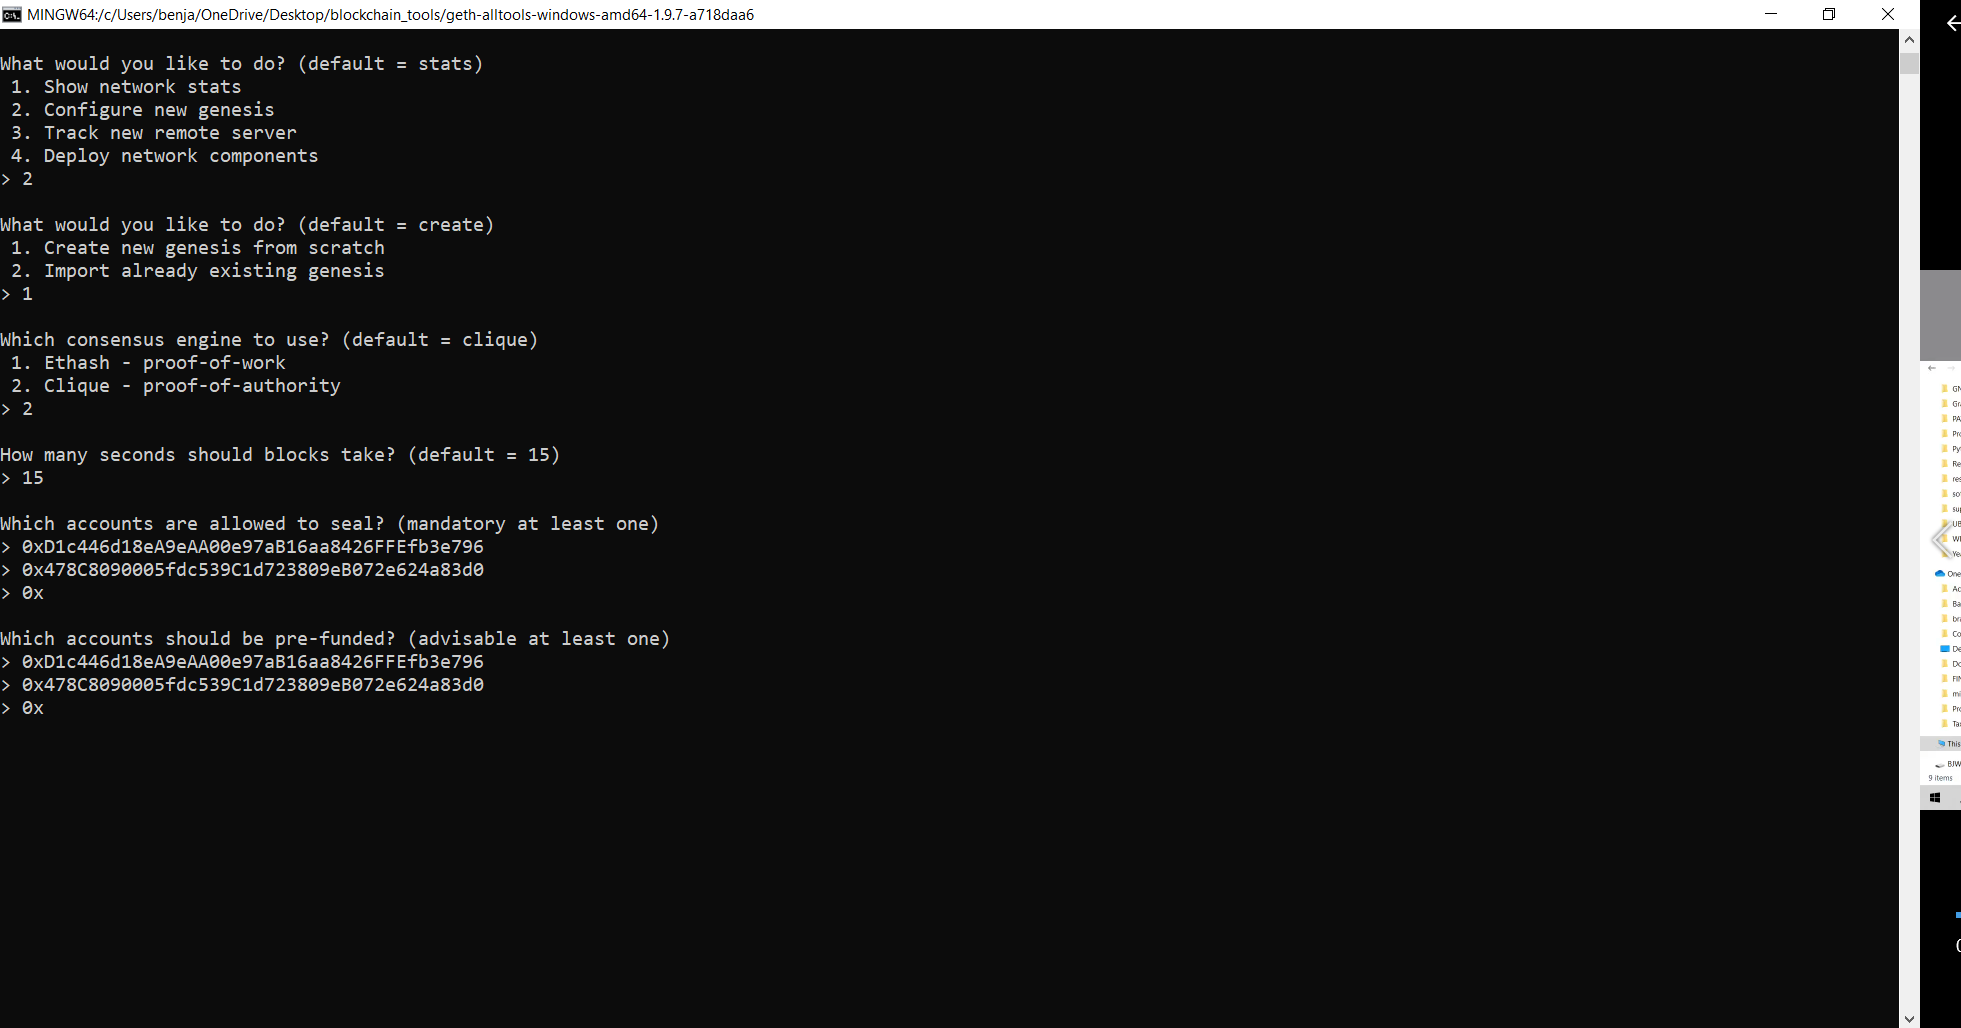 MINGW64:/c/Users/benja/OneDrive/Desktop/blockchain_tools/geth-alltools-windows-amd64-1.9.7-a718daa6
What would you like to do? (default = stats)
1. Show network stats
2. Configure new genesis
3. Track new remote server
4. Deploy network components
> 2
What would you like to do? (default = create)
1. Create new genesis from scratch
2. Import already existing genesis
> 1
Which consensus engine to use? (default = clique)
1. Ethash - proof-of-work
2. Clique - proof-of-authority
> 2
How many seconds should blocks take? (default = 15)
> 15
Which accounts are allowed to seal? (mandatory at least one)
> 0xD1c446d18eA9eAA00e97aB16aa8426FFEfb3e796
> 0x478C8090005fdc539C1d723809eB072e624a83d0
> 0x
Which accounts should be pre-funded? (advisable at least one)
> 0xD1c446d18eA9eAA00e97aB16aa8426FFEfb3e796
> 0x478C8090005fdc539C1d723809eB072e624a83d0
> 0x
This
9 items